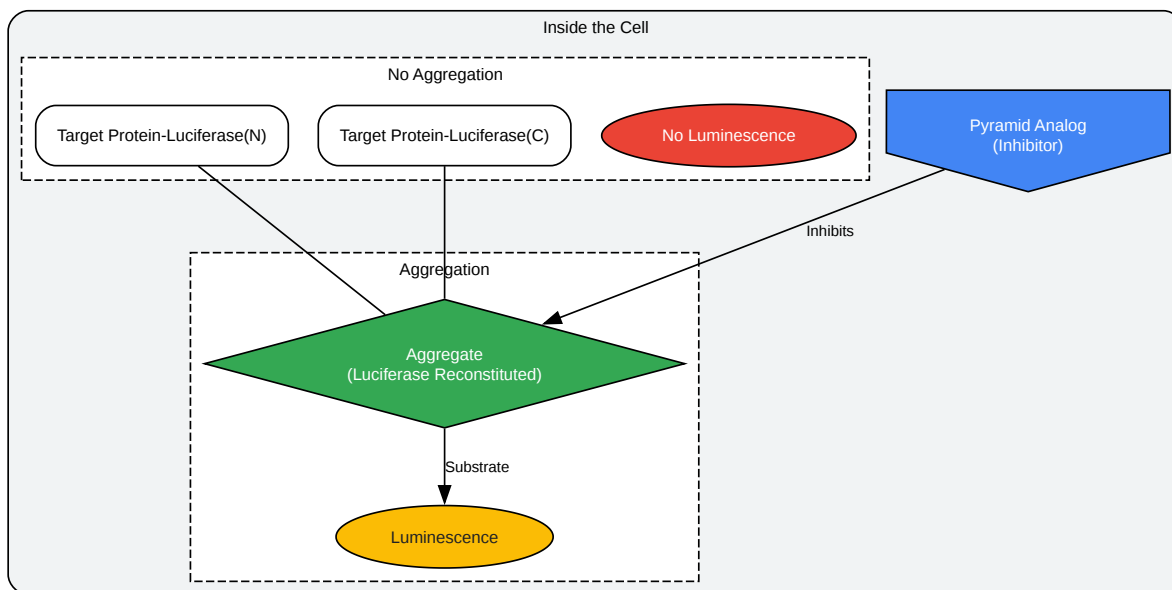 Inside the Cell
No Aggregation
Target Protein-Luciferase(N)
Target Protein-Luciferase(C)
No Luminescence
Pyramid Analog
(Inhibitor)
Inhibits
Aggregation
Aggregate
(Luciferase Reconstituted)
Substrate
Luminescence